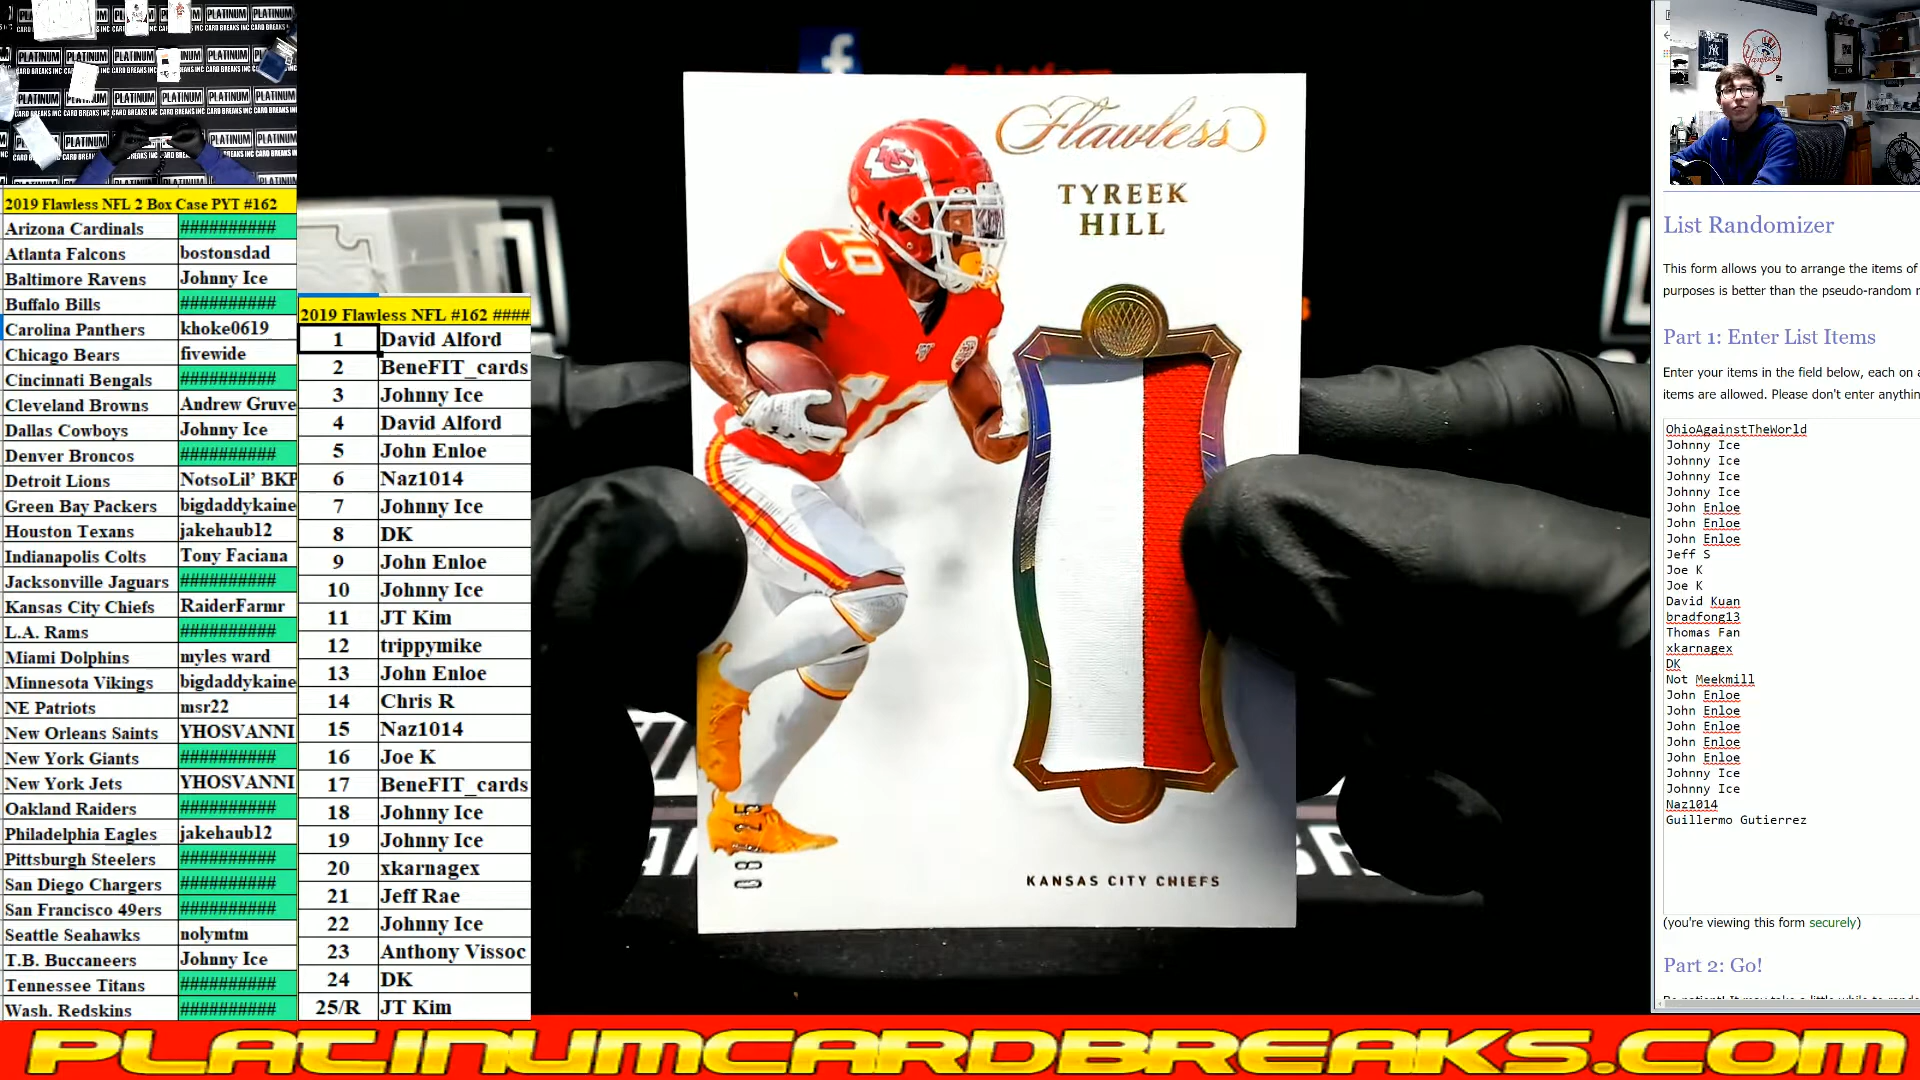 2019 Flawless NFL 2 Box Case PYT #162
Arizona Cardinals ##########
Atlanta Falcons bostonsdad
Baltimore Ravens Johnny Ice
Buffalo Bills ##########
Carolina Panthers khoke0619
Chicago Bears fivewide
Cincinnati Bengals ##########
Cleveland Browns Andrew Gruve
Dallas Cowboys Johnny Ice
Denver Broncos ##########
Detroit Lions NotsoLil' BKP
Green Bay Packers bigdaddykaine
Houston Texans jakehaub12
Indianapolis Colts Tony Faciana
Jacksonville Jaguars ##########
Kansas City Chiefs RaiderFarmr
L.A. Rams ##########
Miami Dolphins myles ward
Minnesota Vikings bigdaddykaine
NE Patriots msr22
New Orleans Saints YHOSVANNI
New York Giants ##########
New York Jets YHOSVANNI
Oakland Raiders ##########
Philadelphia Eagles jakehaub12
Pittsburgh Steelers ##########
San Diego Chargers ##########
San Francisco 49ers ##########
Seattle Seahawks nolymtm
T.B. Buccaneers Johnny Ice
Tennessee Titans ##########
Wash. Redskins ##########
2019 Flawless NFL #162 ####
1 David Alford
2 BeneFIT_cards
3 Johnny Ice
4 David Alford
5 John Enloe
6 Naz1014
7 Johnny Ice
8 DK
9 John Enloe
10 Johnny Ice
11 JT Kim
12 trippymike
13 John Enloe
14 Chris R
15 Naz1014
16 Joe K
17 BeneFIT_cards
18 Johnny Ice
19 Johnny Ice
20 xkarnagex
21 Jeff Rae
22 Johnny Ice
23 Anthony Vissoc
24 DK
25/R JT Kim
Flawless
TYREEK
HILL
10
KC
08/25
KANSAS CITY CHIEFS
List Randomizer
This form allows you to arrange the items of
purposes is better than the pseudo-random
Part 1: Enter List Items
Enter your items in the field below, each on a
items are allowed. Please don't enter anythin
OhioAgainstTheWorld
Johnny Ice
Johnny Ice
Johnny Ice
Johnny Ice
John Enloe
John Enloe
John Enloe
Jeff S
Joe K
Joe K
David Kuan
bradfong13
Thomas Fan
xkarnagex
DK
Not Meekmill
John Enloe
John Enloe
John Enloe
John Enloe
John Enloe
Johnny Ice
Johnny Ice
Naz1014
Guillermo Gutierrez
(you're viewing this form securely)
Part 2: Go!
PLATINUMCARDBREAKS.COM